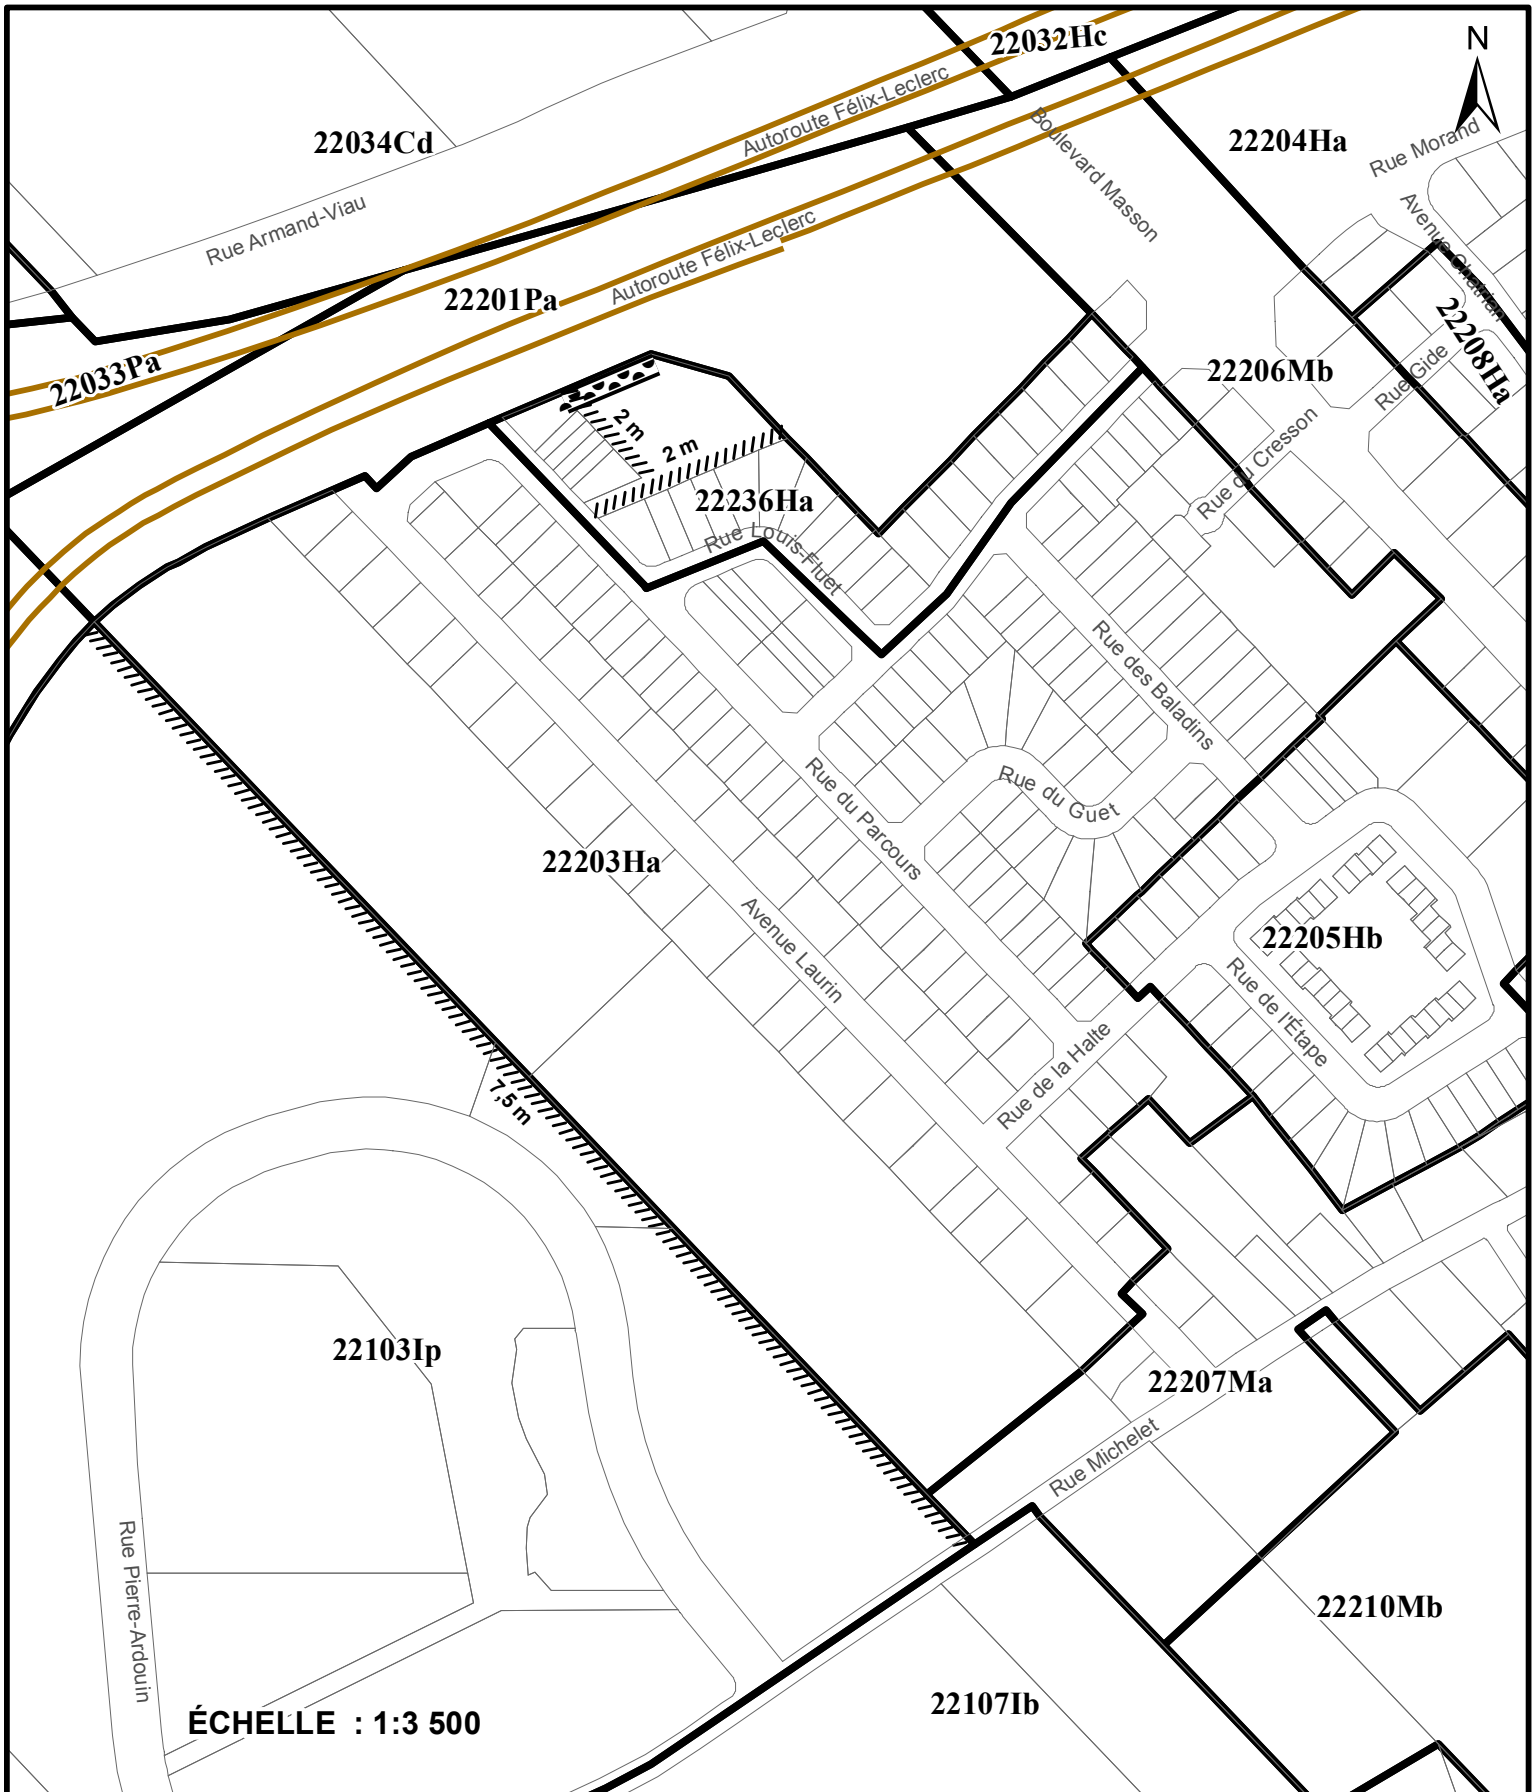 22032Hc
N
Autoroute Félix-Leclerc
22034Cd
Boulevard Masson
22204Ha
Rue Morand
Rue Armand-Viau
Avenue Chatrian
Autoroute Félix-Leclerc
22201Pa
22033Pa
22208Ha
22206Mb
Rue Gide
2 m
2 m
Rue du Cresson
22236Ha
Rue Louis-Fluet
Rue des Baladins
Rue du Guet
Rue du Parcours
22203Ha
Avenue Laurin
22205Hb
Rue de l'Étape
Rue de la Halte
7,5 m
22103Ip
22207Ma
Rue Michelet
Rue Pierre-Ardouin
22210Mb
22107Ib
ÉCHELLE : 1:3 500